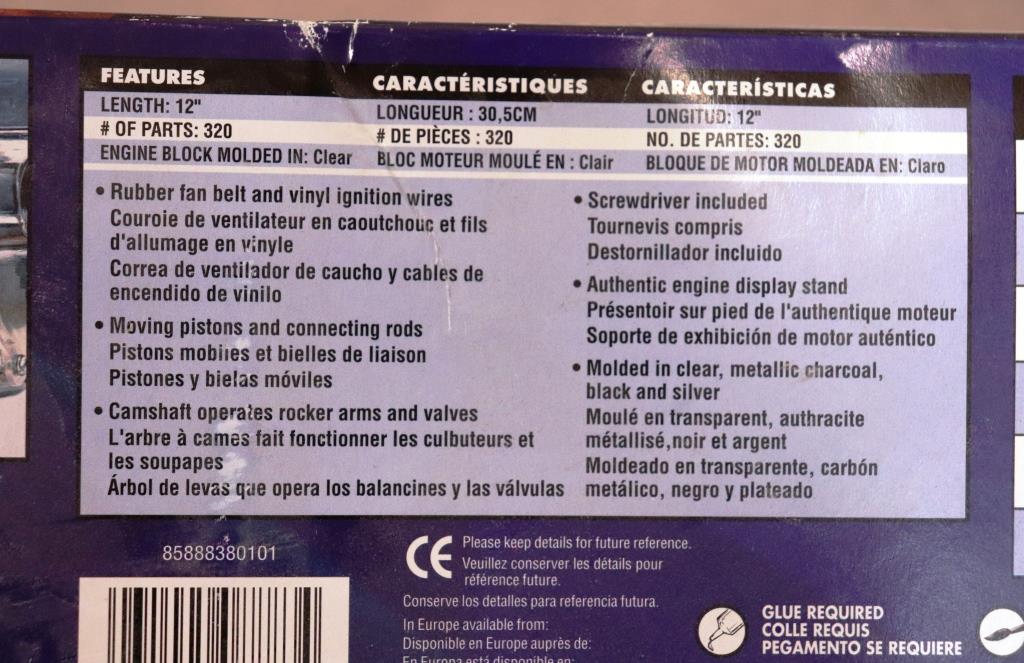 FEATURES
LENGTH: 12"
# OF PARTS: 320
ENGINE BLOCK MOLDED IN: Clear
CARACTÉRISTIQUES
LONGUEUR : 30,5CM
# DE PIÈCES : 320
BLOC MOTEUR MOULÉ EN : Clair
CARACTERÍSTICAS
LONGITUD: 12"
NO. DE PARTES: 320
BLOQUE DE MOTOR MOLDEADA EN: Claro
• Rubber fan belt and vinyl ignition wires
Couroie de ventilateur en caoutchouc et fils
d'allumage en vinyle
Correa de ventilador de caucho y cables de
encendido de vinilo
• Moving pistons and connecting rods
Pistons mobiles et bielles de liaison
Pistones y bielas móviles
• Camshaft operates rocker arms and valves
L'arbre à cames fait fonctionner les culbuteurs et
les soupapes
Árbol de levas que opera los balancines y las válvulas
• Screwdriver included
Tournevis compris
Destornillador incluido
• Authentic engine display stand
Présentoir sur pied de l'authentique moteur
Soporte de exhibición de motor auténtico
• Molded in clear, metallic charcoal,
black and silver
Moulé en transparent, authracite
métallisé,noir et argent
Moldeado en transparente, carbón
metálico, negro y plateado
85888380101
CE
Please keep details for future reference.
Veuillez conserver les détails pour
référence future.
Conserve los detalles para referencia futura.
In Europe available from:
Disponible en Europe auprès de:
En Europa está disponible en:
GLUE REQUIRED
COLLE REQUIS
PEGAMENTO SE REQUIERE